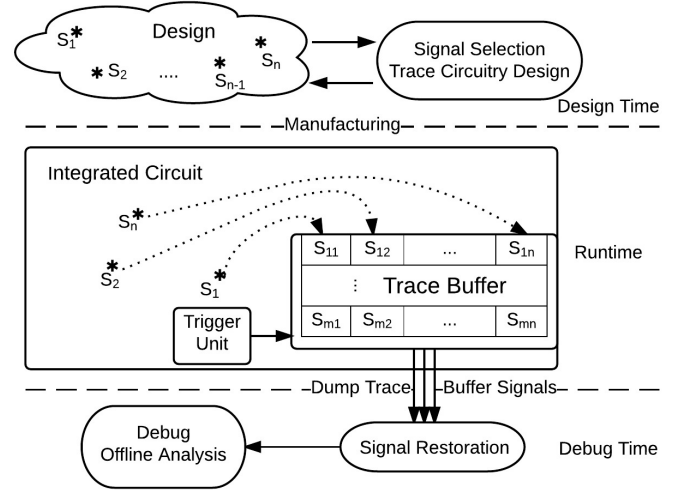 Design
S1*
*S2
....
*
Sn-1
*
Sn
Signal Selection
Trace Circuitry Design
Design Time
Manufacturing
Integrated Circuit
Sn*
S2*
S1*
S11 S12 ... S1n
⋮ Trace Buffer
Sm1 Sm2 ... Smn
Runtime
Trigger
Unit
Dump Trace Buffer Signals
Debug
Offline Analysis
Signal Restoration
Debug Time